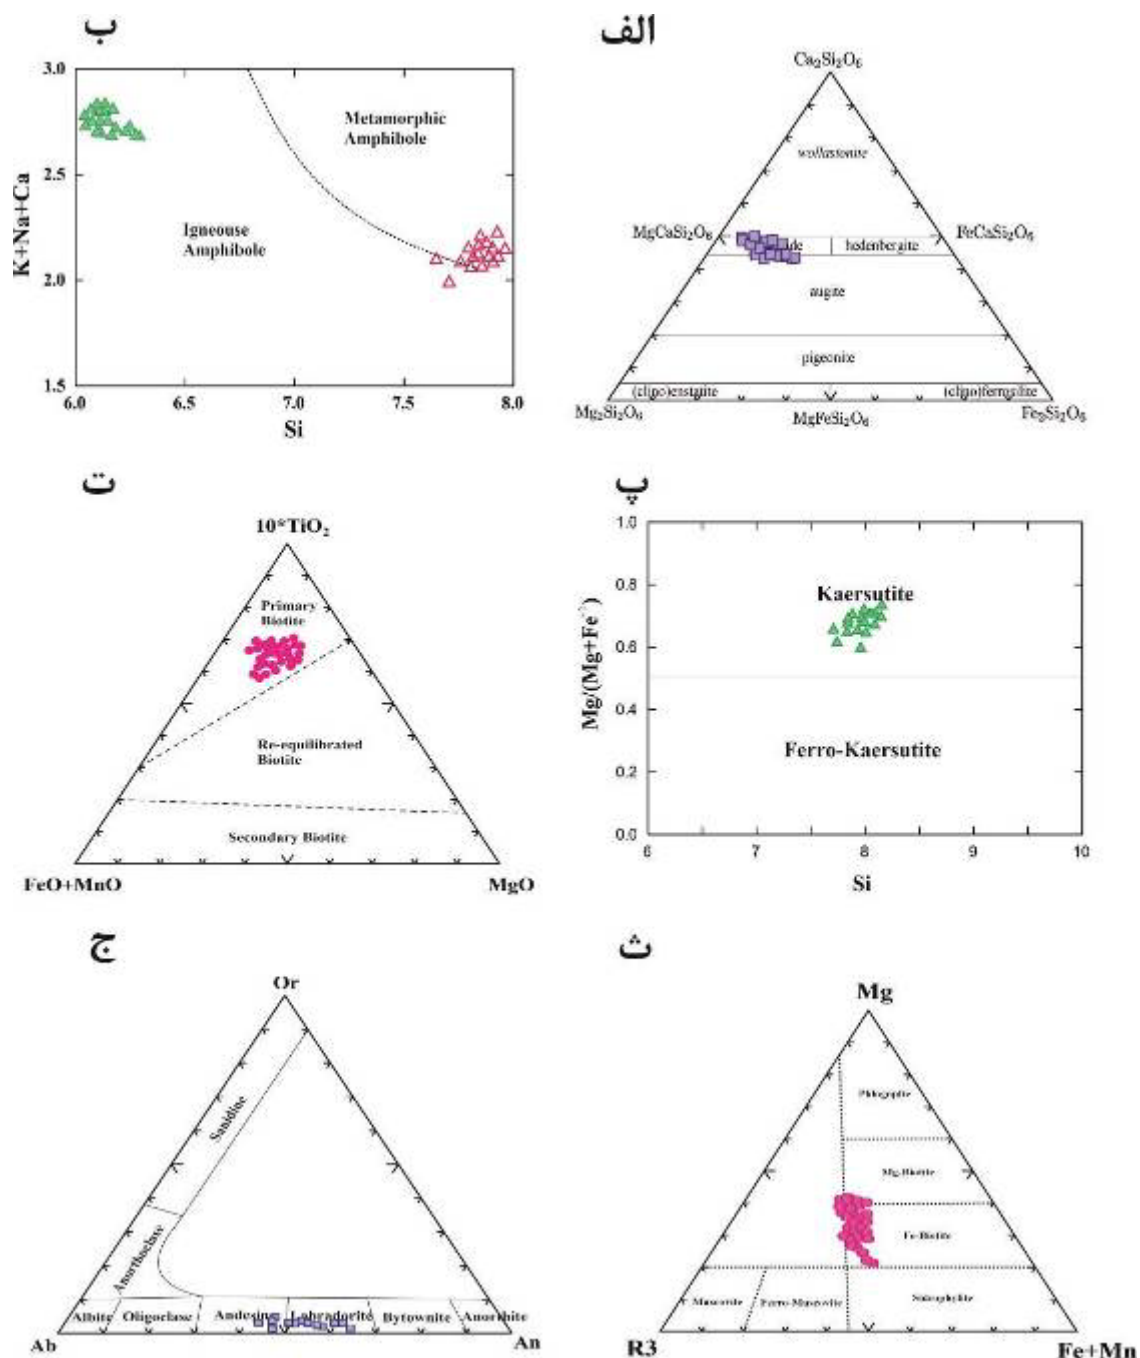 الف
Ca₂Si₂O₆
wollastonite
MgCaSi₂O₆
FeCaSi₂O₆
ide
hedenbergite
augite
pigeonite
(clino)enstatite
(clino)ferrosilite
Mg₂Si₂O₆
MgFeSi₂O₆
Fe₂Si₂O₆
ب
3.0
2.5
2.0
1.5
K+Na+Ca
Metamorphic
Amphibole
Igneouse
Amphibole
6.0
6.5
7.0
7.5
8.0
Si
پ
1.0
0.8
0.6
0.4
0.2
0.0
Mg/(Mg+Fe⁺²)
Kaersutite
Ferro-Kaersutite
6
7
8
9
10
Si
ت
10*TiO₂
Primary
Biotite
Re-equilibrated
Biotite
Secondary Biotite
FeO+MnO
MgO
ث
Mg
Phlogopite
Mg-Biotite
Fe-Biotite
Muscovite
Ferro-Muscovite
Siderophylite
R3
Fe+Mn
ج
Or
Sanidine
Anorthoclase
Albite
Oligoclase
Andesine
Labradorite
Bytownite
Anorthite
Ab
An